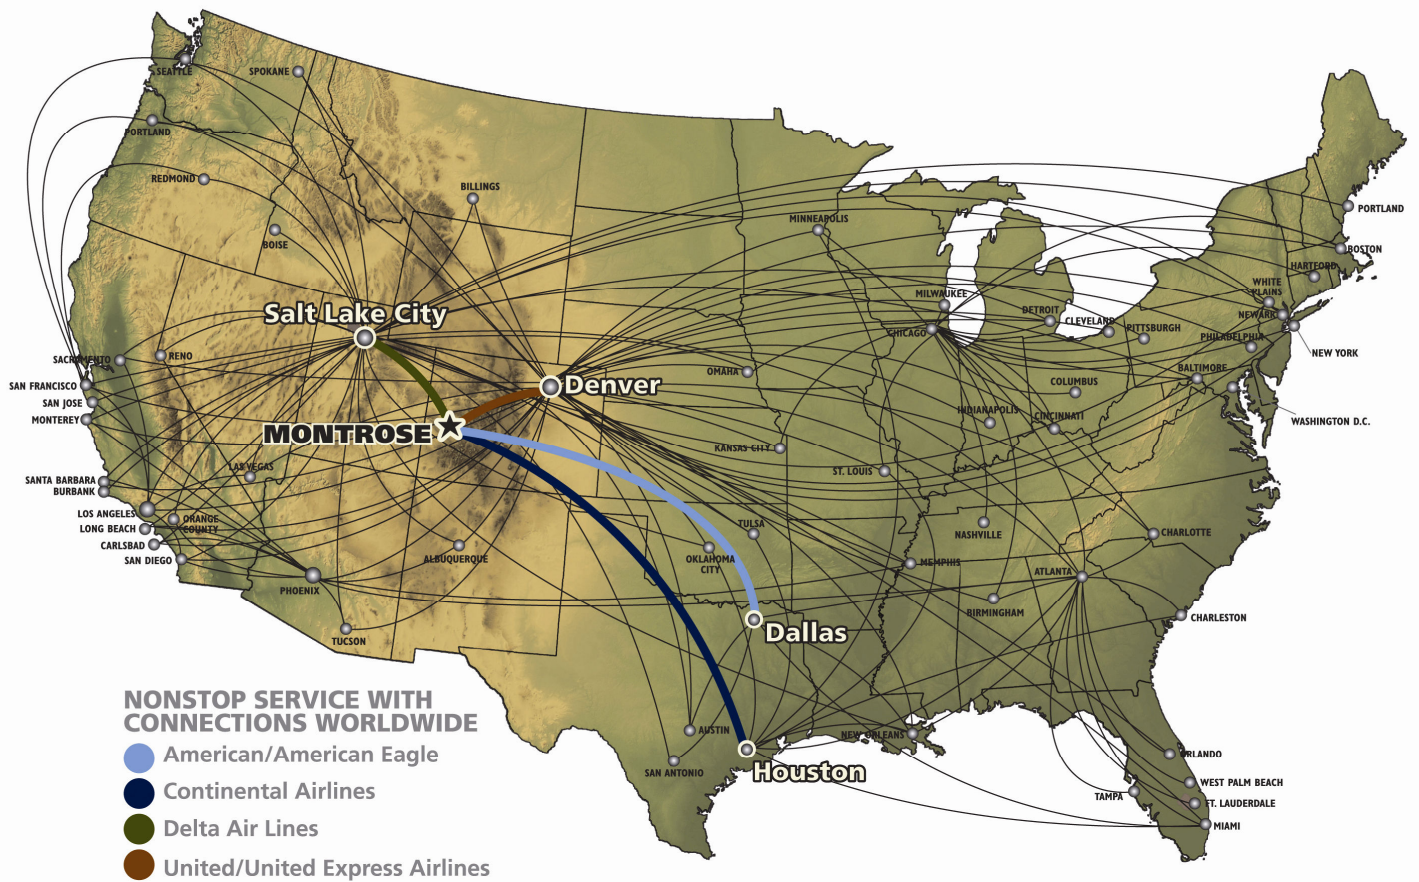 SEATTLE
SPOKANE
PORTLAND
REDMOND
BILLINGS
BOISE
MINNEAPOLIS
PORTLAND
BOSTON
HARTFORD
WHITE
PLAINS
MILWAUKEE
DETROIT
CLEVELAND
PITTSBURGH
NEWARK
CHICAGO
PHILADELPHIA
NEW YORK
Salt Lake City
SACRAMENTO
RENO
SAN FRANCISCO
SAN JOSE
MONTEREY
Denver
OMAHA
COLUMBUS
BALTIMORE
INDIANAPOLIS
CINCINNATI
WASHINGTON D.C.
MONTROSE
KANSAS CITY
ST. LOUIS
LAS VEGAS
SANTA BARBARA
BURBANK
LOS ANGELES
ORANGE
COUNTY
LONG BEACH
CARLSBAD
SAN DIEGO
ALBUQUERQUE
TULSA
OKLAHOMA
CITY
NASHVILLE
CHARLOTTE
MEMPHIS
ATLANTA
PHOENIX
BIRMINGHAM
CHARLESTON
TUCSON
Dallas
AUSTIN
NEW ORLEANS
SAN ANTONIO
Houston
ORLANDO
WEST PALM BEACH
TAMPA
FT. LAUDERDALE
MIAMI
NONSTOP SERVICE WITH
CONNECTIONS WORLDWIDE
American/American Eagle
Continental Airlines
Delta Air Lines
United/United Express Airlines